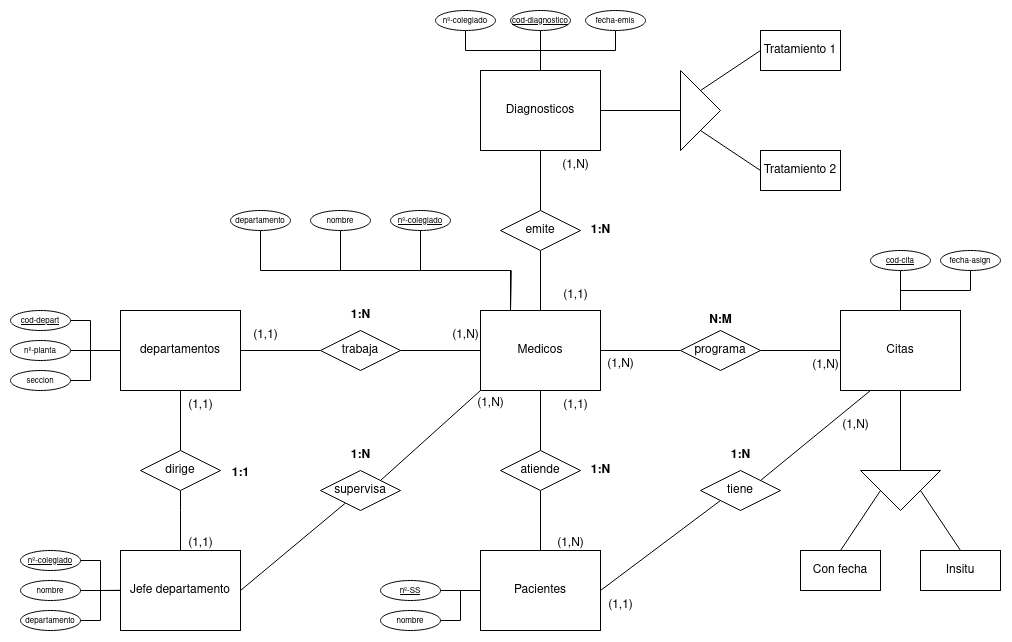 nº-colegiado
cod-diagnostico
fecha-emis
Tratamiento 1
Diagnosticos
(1,N)
Tratamiento 2
departamento
nombre
nº-colegiado
emite
1:N
cod-cita
fecha-asign
(1,1)
cod-depart
nº-planta
seccion
departamentos
(1,1)
1:N
trabaja
(1,N)
Medicos
N:M
(1,N)
programa
(1,N)
Citas
(1,1)
(1,N)
(1,1)
(1,N)
dirige
1:1
1:N
supervisa
atiende
1:N
1:N
tiene
(1,1)
(1,N)
nº-colegiado
nombre
departamento
Jefe departamento
nº-SS
nombre
Pacientes
(1,1)
Con fecha
Insitu